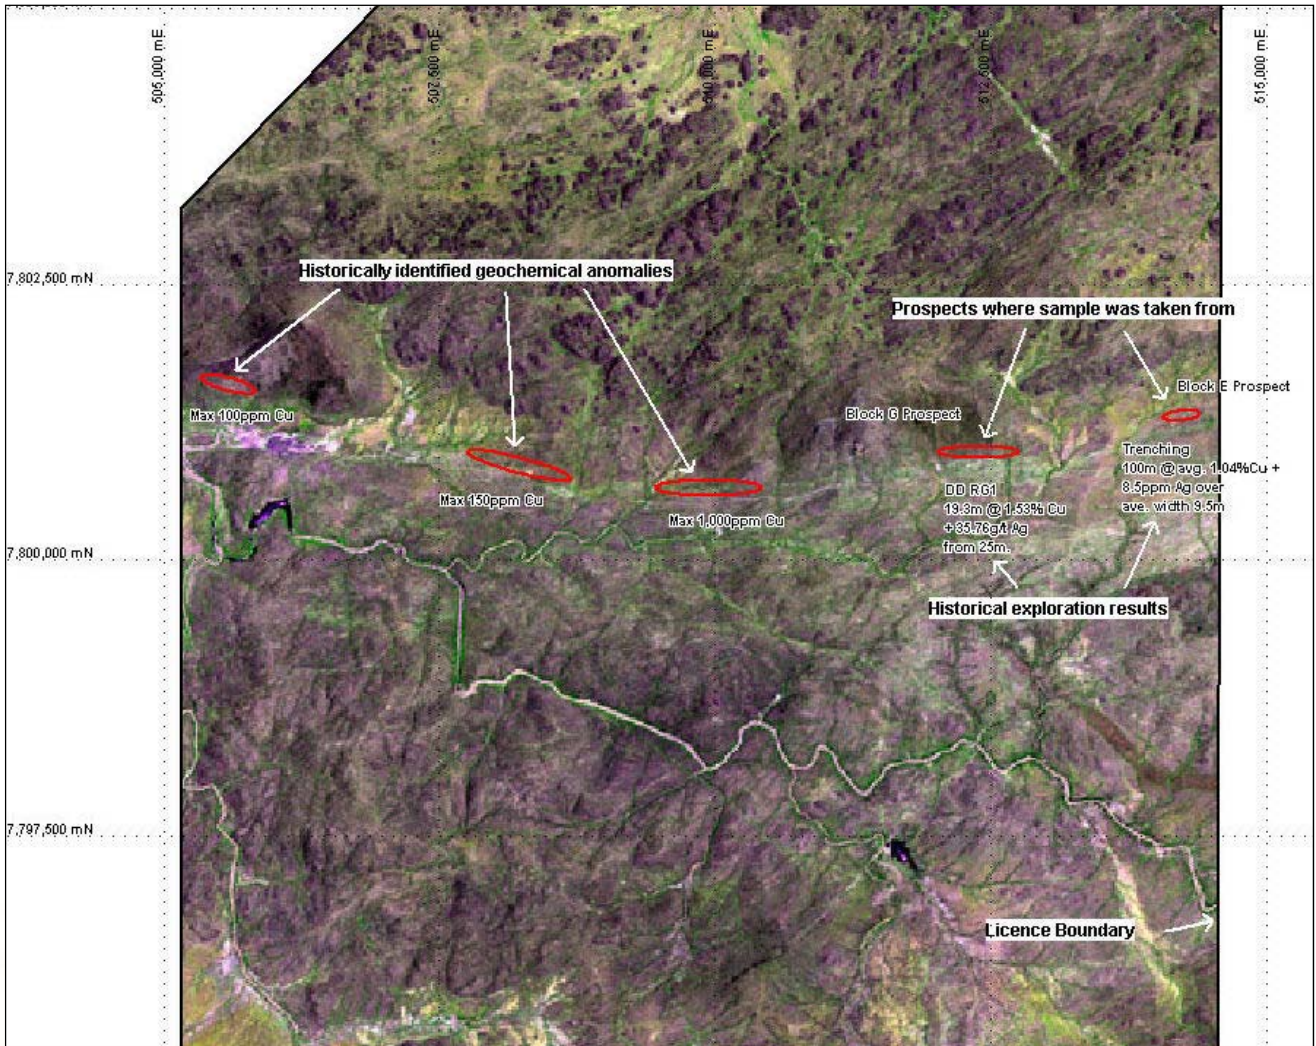 505,000 mE
507,500 mE
510,000 mE
512,500 mE
515,000 mE
7,802,500 mN
Historically identified geochemical anomalies
Prospects where sample was taken from
Max 100ppm Cu
Block G Prospect
Block E Prospect
Max 150ppm Cu
Max 1,000ppm Cu
DD RG1
19.3m @ 1.53% Cu
+35.76g/t Ag
from 25m.
Trenching
100m @ avg. 1.04%Cu +
8.5ppm Ag over
ave. width 9.5m
7,800,000 mN
Historical exploration results
7,797,500 mN
Licence Boundary